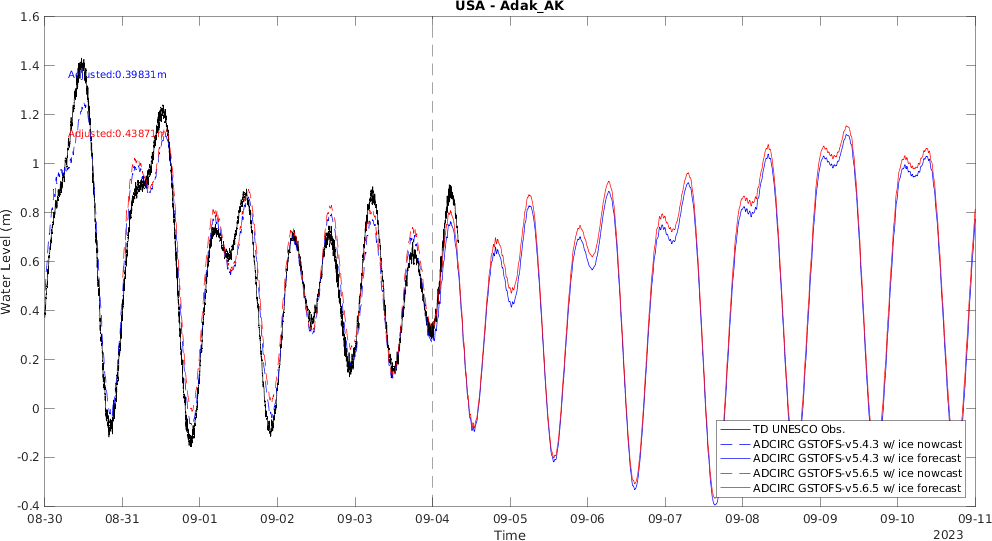 USA - Adak_AK
1.6
1.4
1.2
1
0.8
0.6
0.4
0.2
0
-0.2
-0.4
Water Level (m)
Adjusted:0.39831m
Adjusted:0.43871m
TD UNESCO Obs.
ADCIRC GSTOFS-v5.4.3 w/ ice nowcast
ADCIRC GSTOFS-v5.4.3 w/ ice forecast
ADCIRC GSTOFS-v5.6.5 w/ ice nowcast
ADCIRC GSTOFS-v5.6.5 w/ ice forecast
08-30 08-31 09-01 09-02 09-03 09-04 09-05 09-06 09-07 09-08 09-09 09-10 09-11
Time
2023